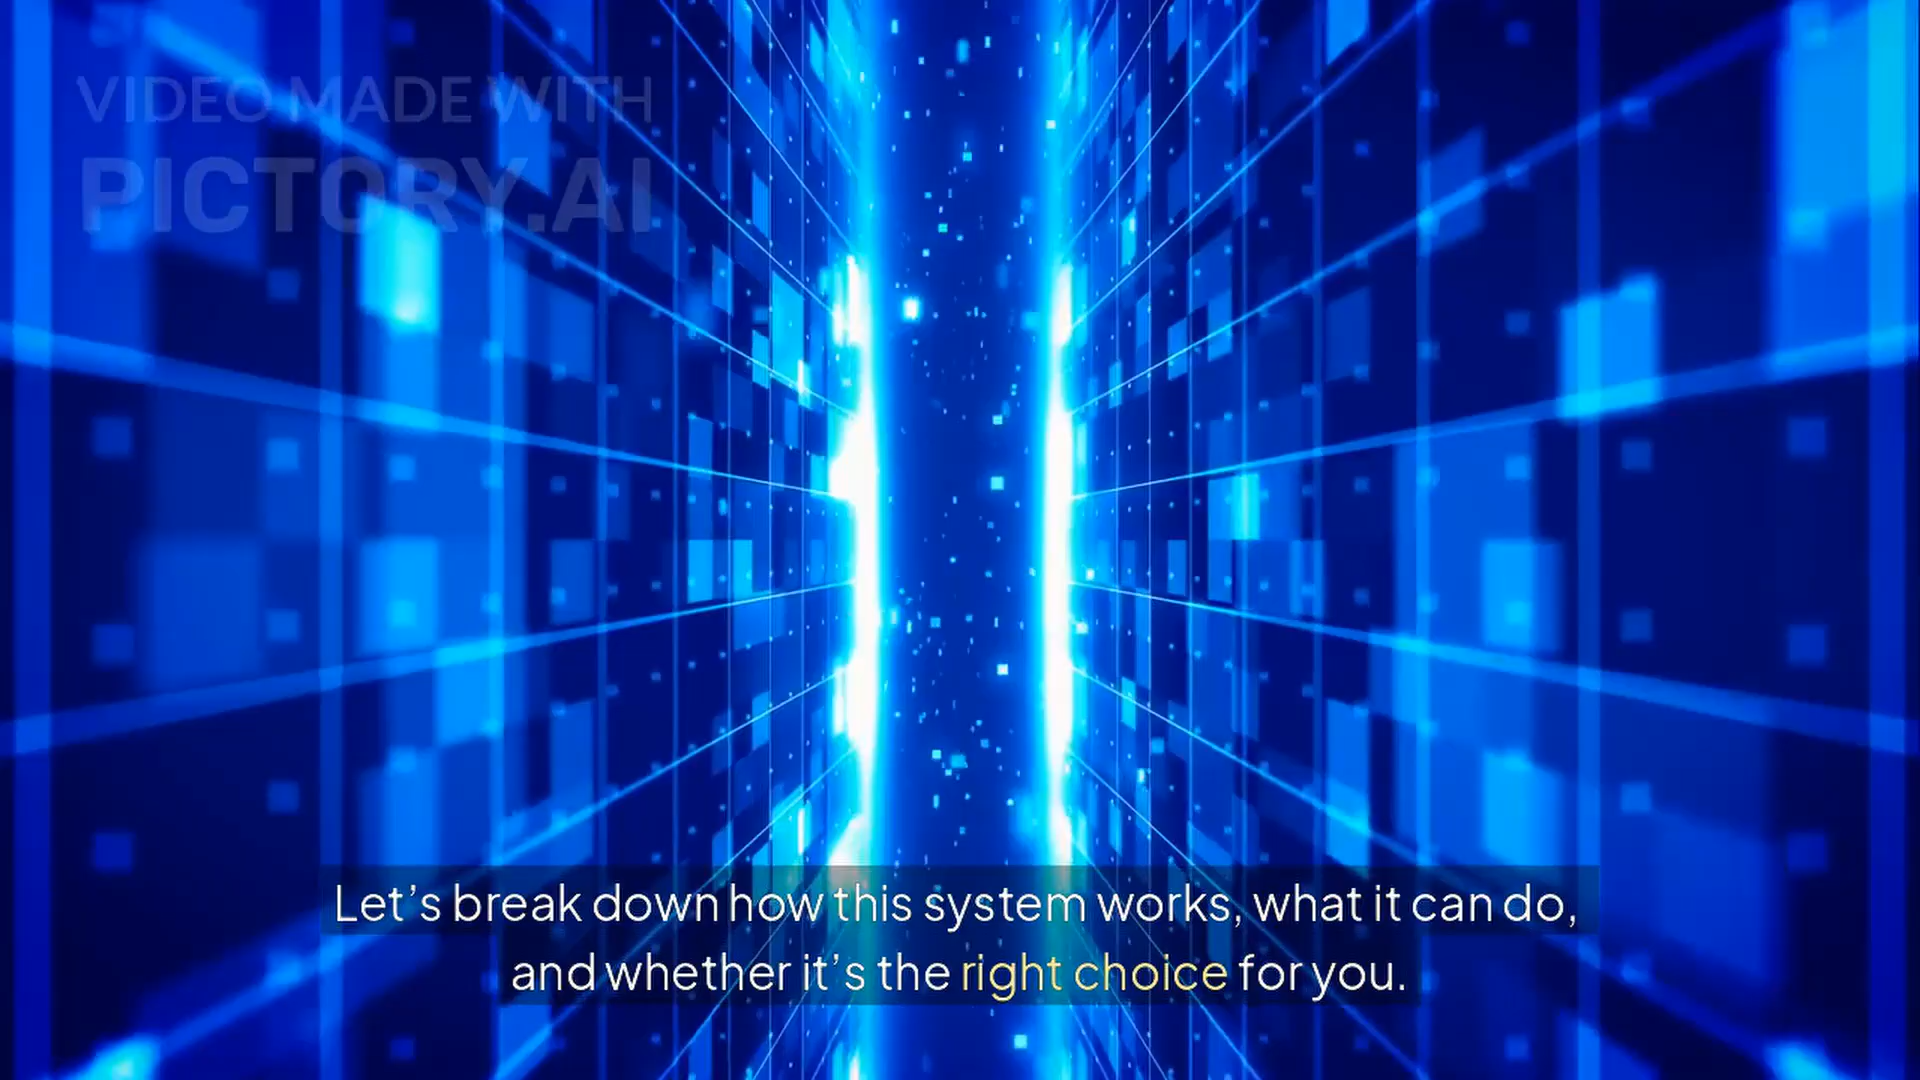 VIDEO MADE WITH
PICTORY.AI
Let’s break down how this system works, what it can do,
and whether it’s the right choice for you.